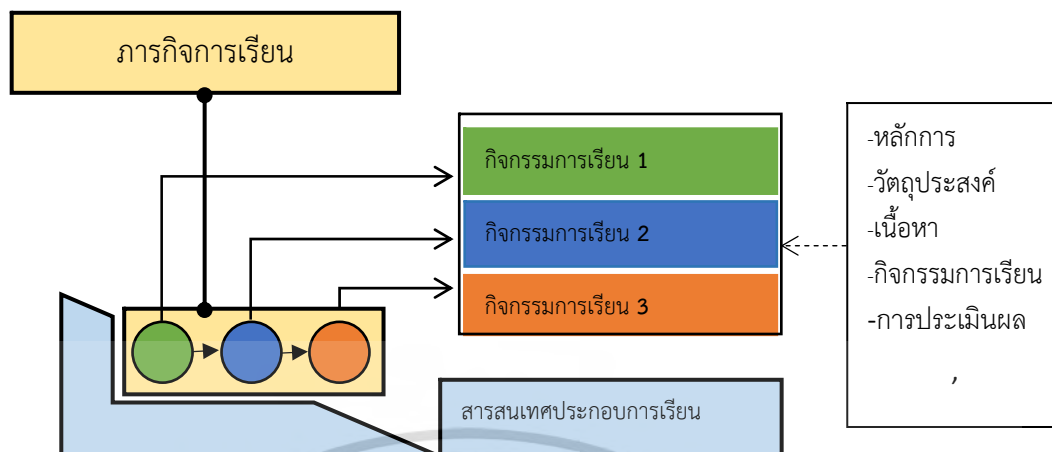 ภารกิจการเรียน
กิจกรรมการเรียน 1
กิจกรรมการเรียน 2
กิจกรรมการเรียน 3
-หลักการ
-วัตถุประสงค์
-เนื้อหา
-กิจกรรมการเรียน
-การประเมินผล
,
สารสนเทศประกอบการเรียน